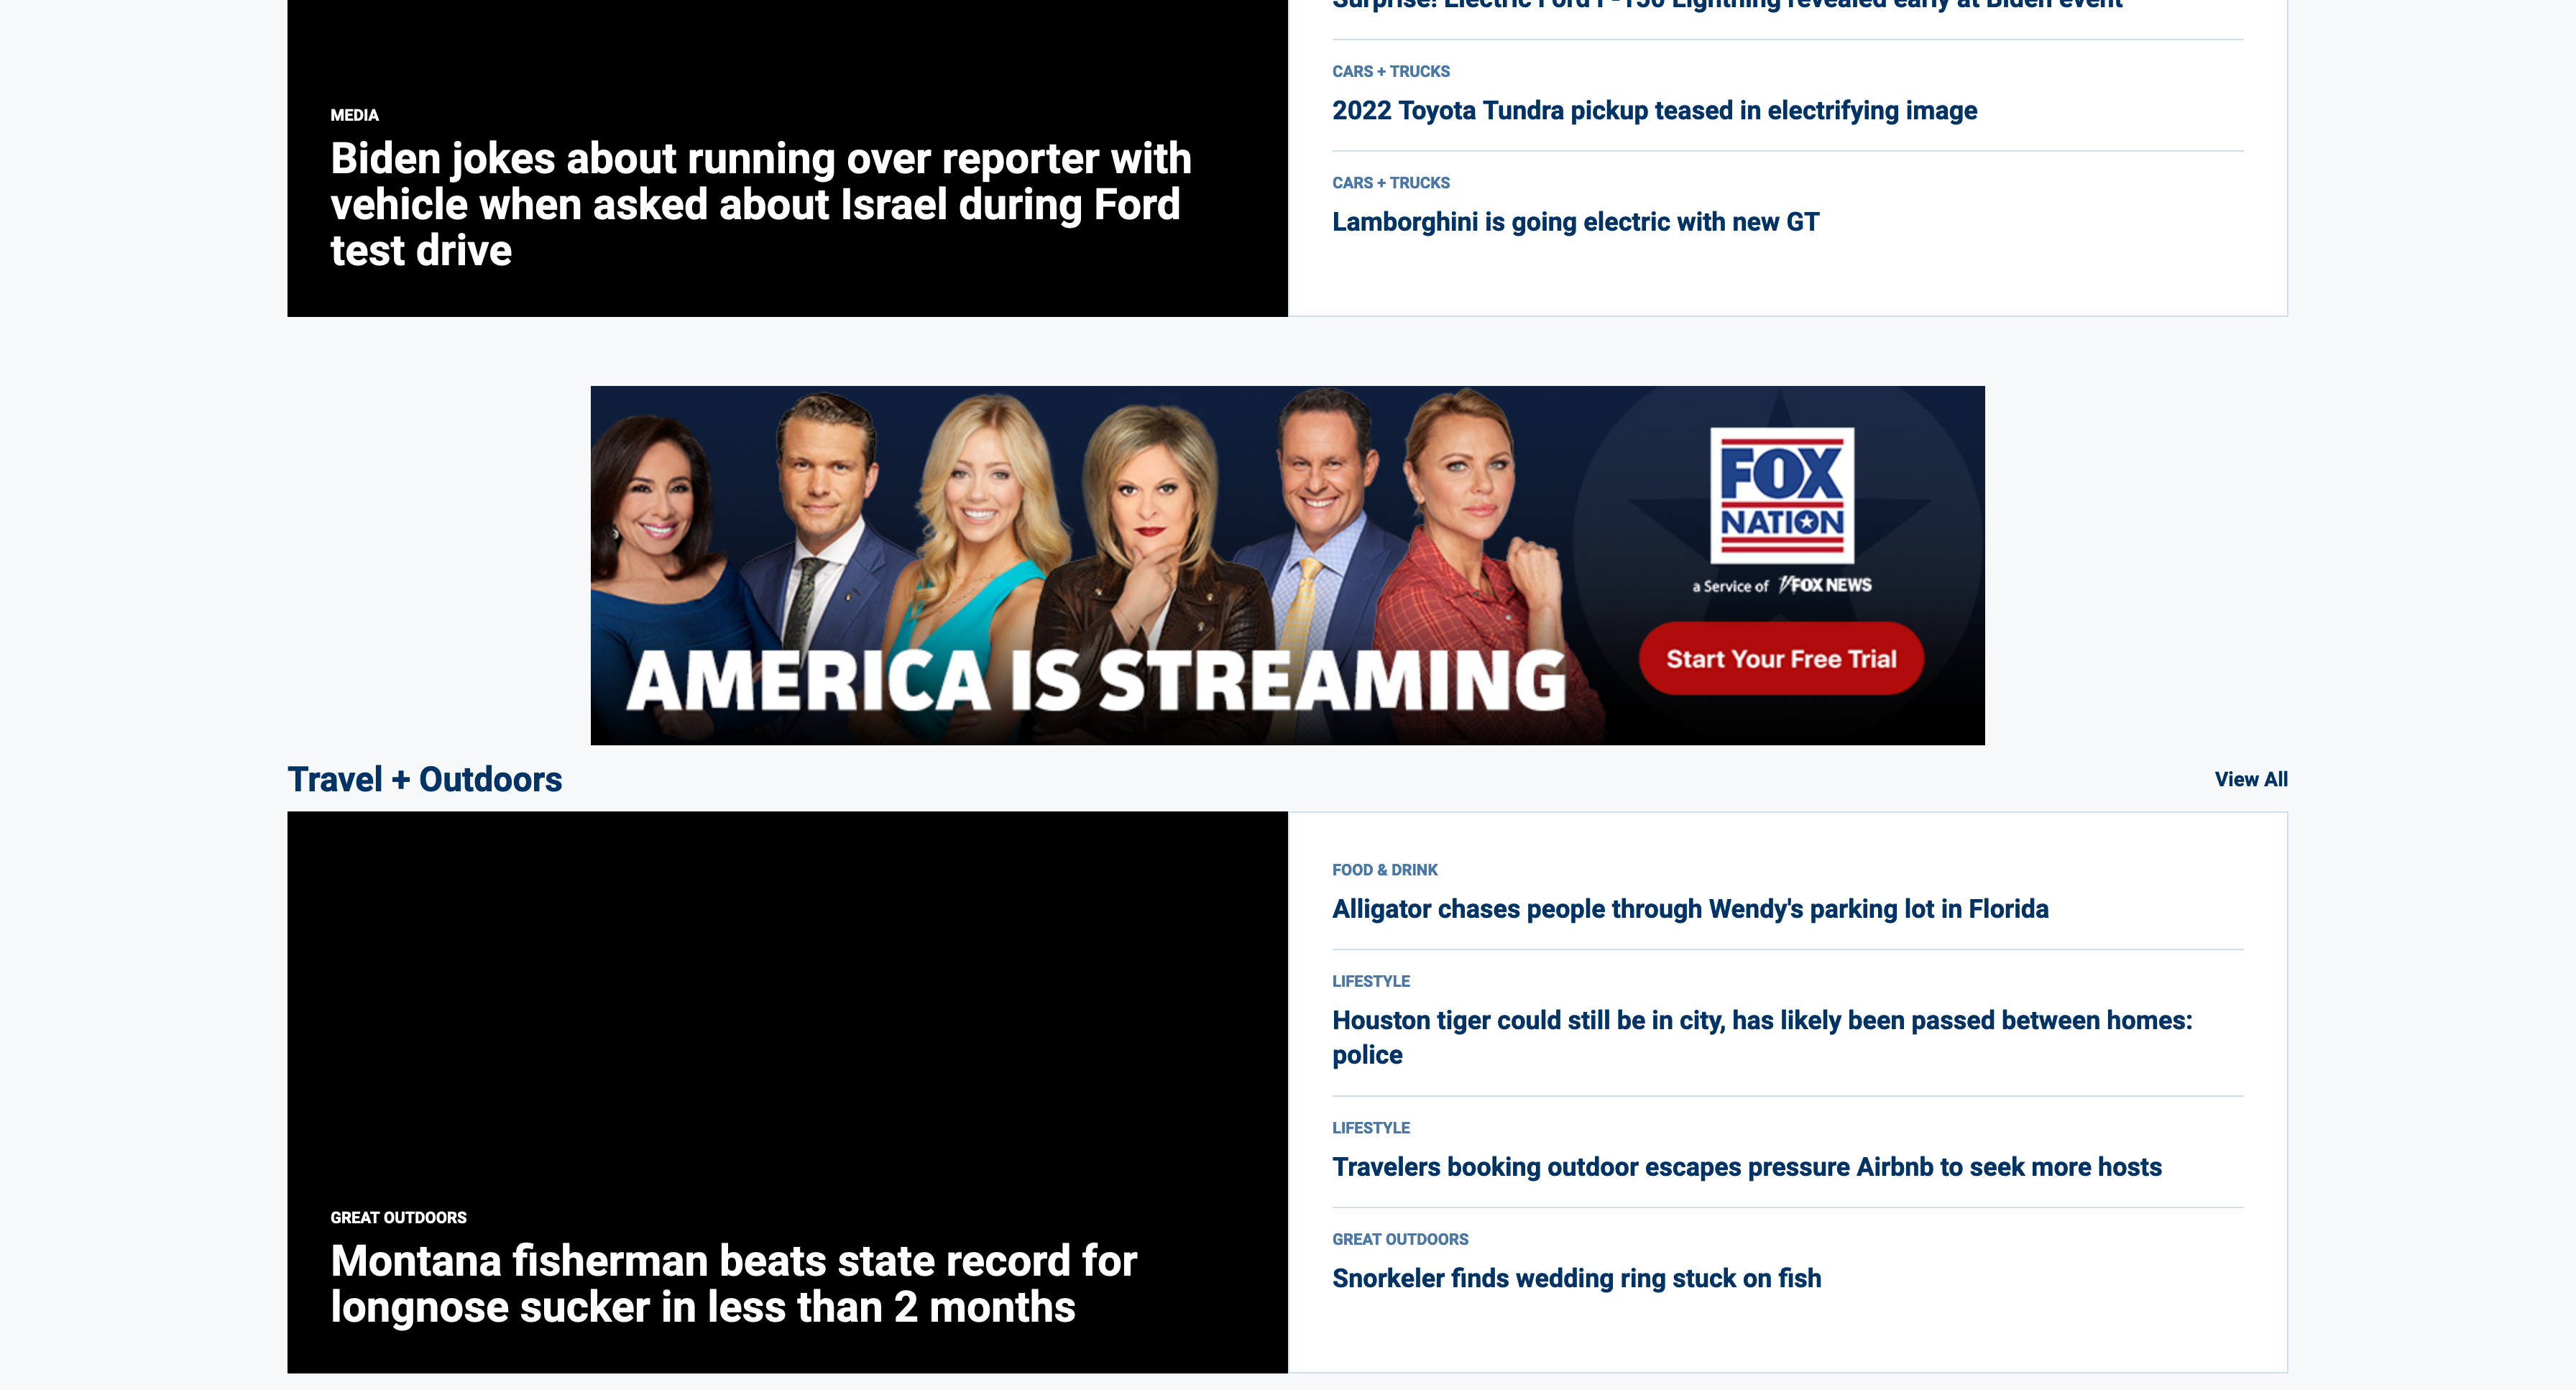 Surprise! Electric Ford F-150 Lightning revealed early at Biden event
CARS + TRUCKS
2022 Toyota Tundra pickup teased in electrifying image
CARS + TRUCKS
Lamborghini is going electric with new GT
MEDIA
Biden jokes about running over reporter with
vehicle when asked about Israel during Ford
test drive
AMERICA IS STREAMING
FOX
NATION
a Service of FOX NEWS
Start Your Free Trial
Travel + Outdoors
View All
GREAT OUTDOORS
Montana fisherman beats state record for
longnose sucker in less than 2 months
FOOD & DRINK
Alligator chases people through Wendy's parking lot in Florida
LIFESTYLE
Houston tiger could still be in city, has likely been passed between homes:
police
LIFESTYLE
Travelers booking outdoor escapes pressure Airbnb to seek more hosts
GREAT OUTDOORS
Snorkeler finds wedding ring stuck on fish